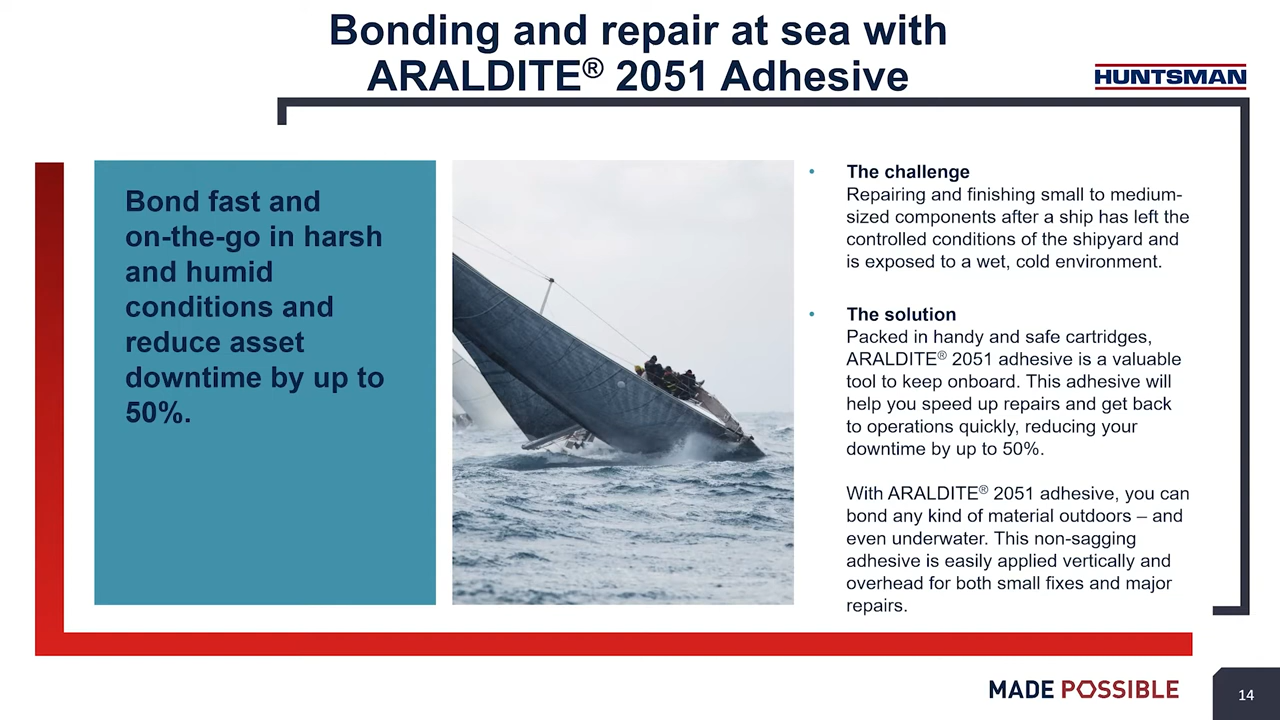 Bonding and repair at sea with
ARALDITE® 2051 Adhesive
HUNTSMAN
Bond fast and
on-the-go in harsh
and humid
conditions and
reduce asset
downtime by up to
50%.
• The challenge
Repairing and finishing small to medium-
sized components after a ship has left the
controlled conditions of the shipyard and
is exposed to a wet, cold environment.
• The solution
Packed in handy and safe cartridges,
ARALDITE® 2051 adhesive is a valuable
tool to keep onboard. This adhesive will
help you speed up repairs and get back
to operations quickly, reducing your
downtime by up to 50%.
With ARALDITE® 2051 adhesive, you can
bond any kind of material outdoors – and
even underwater. This non-sagging
adhesive is easily applied vertically and
overhead for both small fixes and major
repairs.
MADE POSSIBLE
14